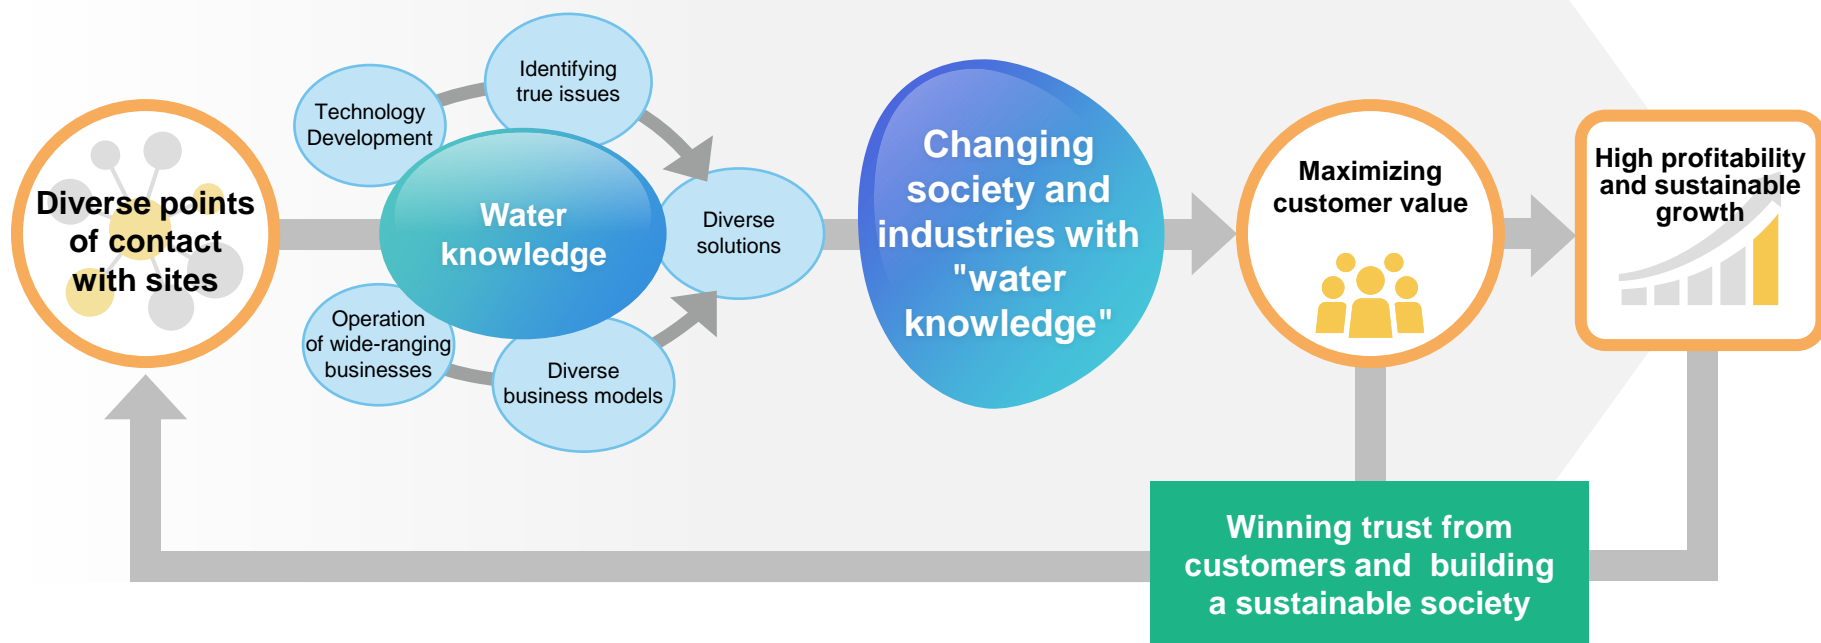 Diverse points
of contact
with sites
Technology
Development
Identifying
true issues
Water
knowledge
Operation
of wide-ranging
businesses
Diverse
business models
Diverse
solutions
Changing
society and
industries with
"water
knowledge"
Maximizing
customer value
High profitability
and sustainable
growth
Winning trust from
customers and building
a sustainable society